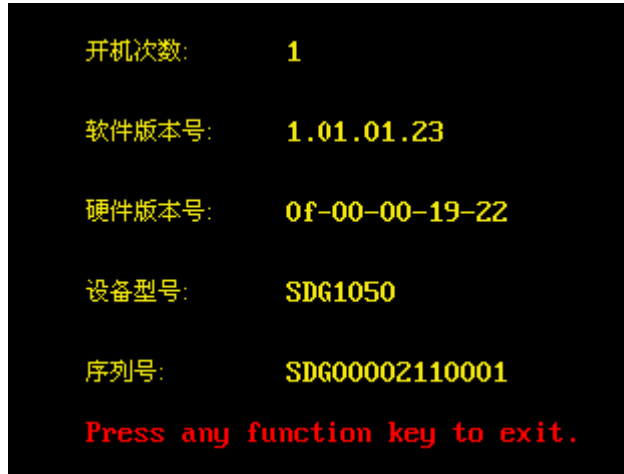 开机次数: 1
软件版本号: 1.01.01.23
硬件版本号: 0f-00-00-19-22
设备型号: SDG1050
序列号: SDG00002110001
Press any function key to exit.